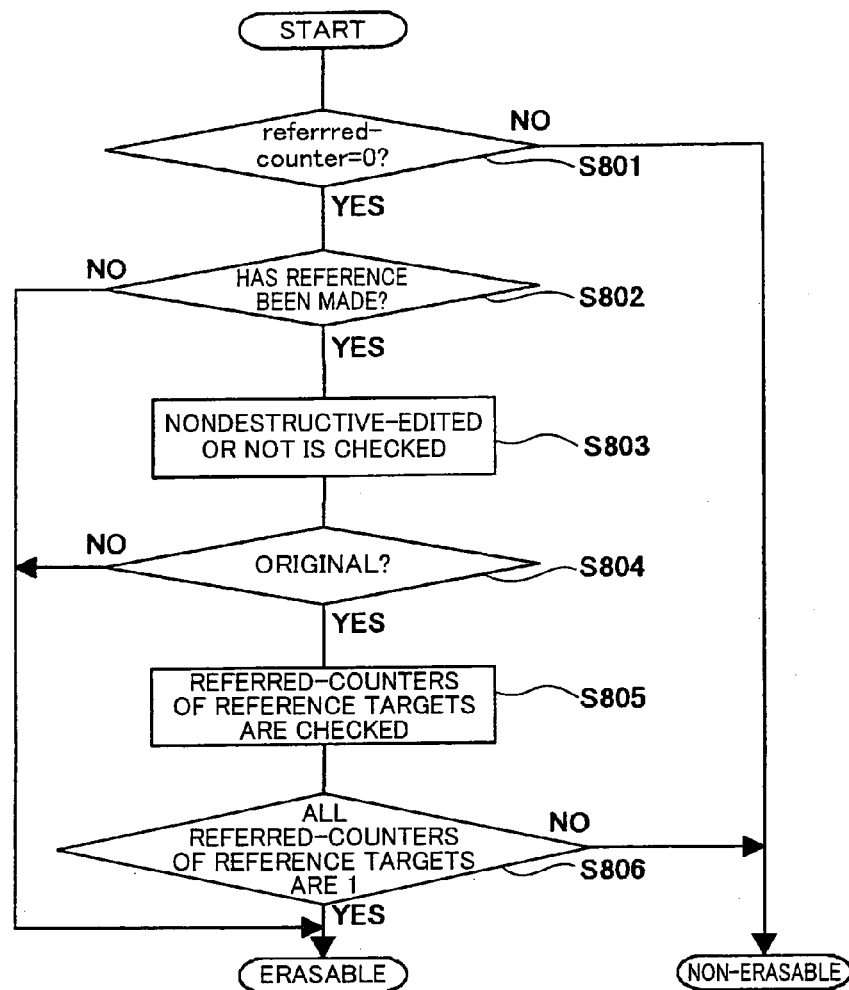 START
referrred-
counter=0?
NO
S801
YES
NO
HAS REFERENCE
BEEN MADE?
S802
YES
NONDESTRUCTIVE-EDITED
OR NOT IS CHECKED
S803
NO
ORIGINAL?
S804
YES
REFERRED-COUNTERS
OF REFERENCE TARGETS
ARE CHECKED
S805
ALL
REFERRED-COUNTERS
OF REFERENCE TARGETS
ARE 1
NO
S806
YES
ERASABLE
NON-ERASABLE